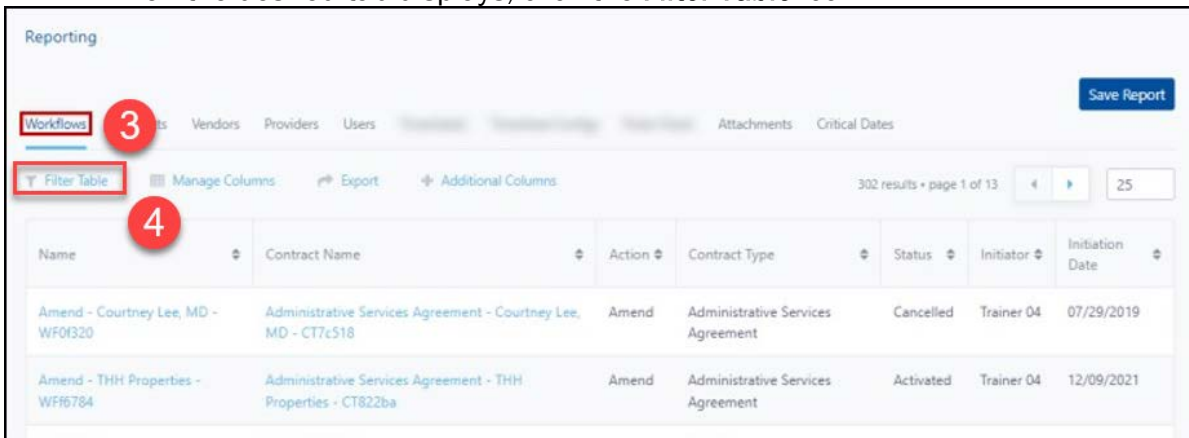 Reporting
Save Report
Workflows 3 ts Vendors Providers Users Attachments Critical Dates
Filter Table Manage Columns Export Additional Columns 302 results • page 1 of 13 25
4
Name Contract Name Action Contract Type Status Initiator Initiation
Date
Amend - Courtney Lee, MD - Administrative Services Agreement - Courtney Lee, Amend Administrative Services Cancelled Trainer 04 07/29/2019
WF0f320 MD - CT7c518 Agreement
Amend - THH Properties - Administrative Services Agreement - THH Amend Administrative Services Activated Trainer 04 12/09/2021
WFf6784 Properties - CT822ba Agreement